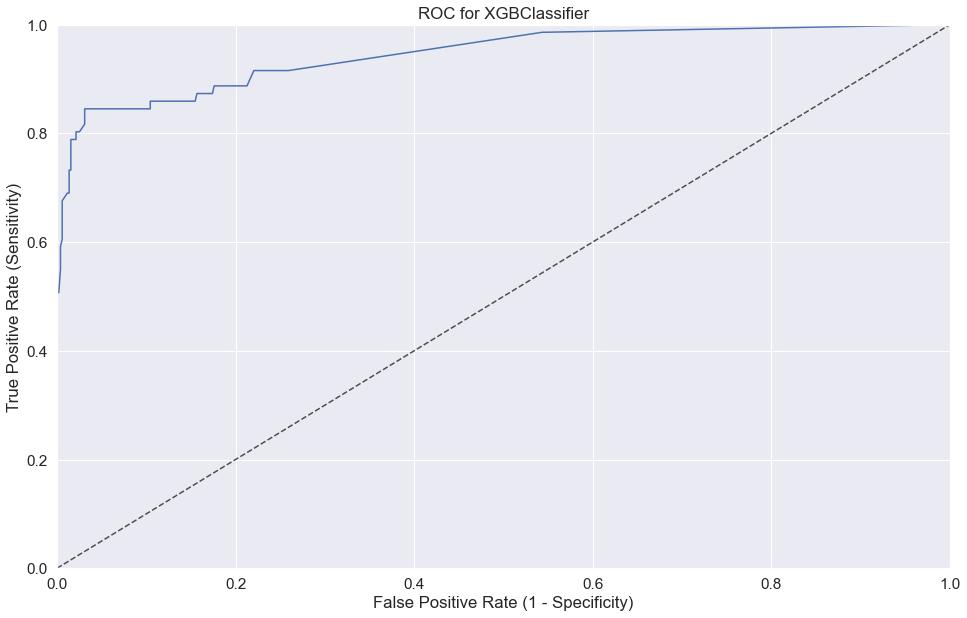 ROC for XGBClassifier
True Positive Rate (Sensitivity)
1.0
0.8
0.6
0.4
0.2
0.0
0.0 0.2 0.4 0.6 0.8 1.0
False Positive Rate (1 - Specificity)